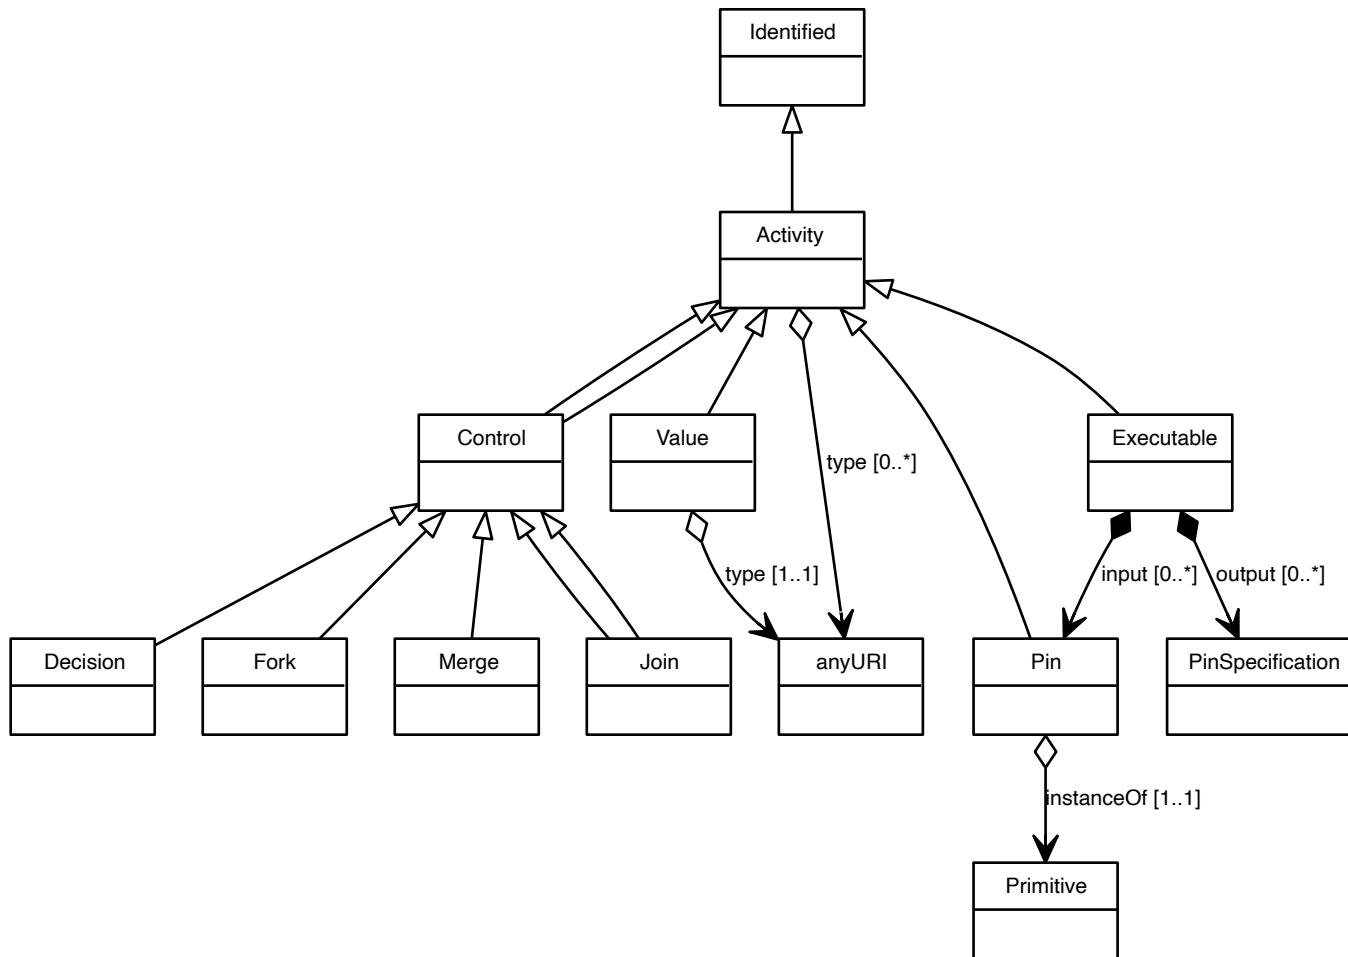 Identified
Activity
Control
Value
type [0..*]
Executable
type [1..1]
input [0..*]
output [0..*]
Decision
Fork
Merge
Join
anyURI
Pin
PinSpecification
instanceOf [1..1]
Primitive